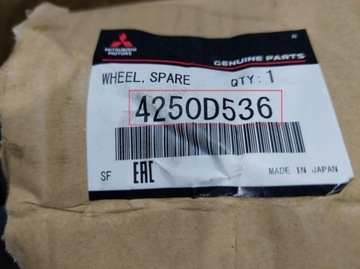 MITSUBISHI
MOTORS
GENUINE PARTS
WHEEL, SPARE QTY: 1
4250D536
SF EAC MADE IN JAPAN